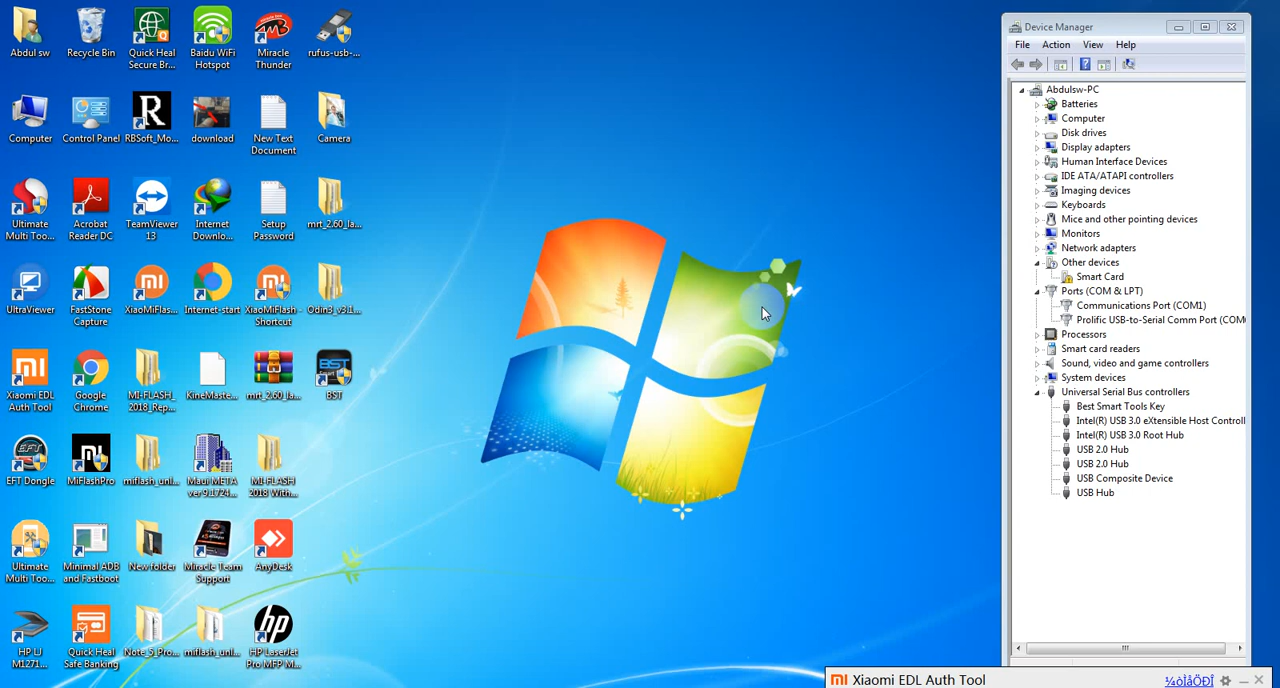 Abdul sw
Recycle Bin
Quick Heal
Secure Br...
Baidu WiFi
Hotspot
Miracle
Thunder
rufus-usb-...
Computer
Control Panel
RBSoft_Mo...
download
New Text
Document
Camera
Ultimate
Multi Too...
Acrobat
Reader DC
TeamViewer
13
Internet
Downlo...
Setup
Password
mrt_2.60_la...
UltraViewer
FastStone
Capture
XiaoMiFlas...
Internet-start
XiaoMiFlash -
Shortcut
Odin3_v3.1...
Xiaomi EDL
Auth Tool
Google
Chrome
MI-FLASH_
2018_Rep...
KineMaste...
mrt_2.60_la...
BST
EFT Dongle
MiFlashPro
miflash_unl...
Maui META
ver 9.1724...
MI-FLASH
2018 With...
Ultimate
Multi Too...
Minimal ADB
and Fastboot
New folder
Miracle Team
Support
AnyDesk
HP LJ
M1271...
Quick Heal
Safe Banking
Note_5_Pro...
miflash_unl...
HP LaserJet
Pro MFP M...
Device Manager
File Action View Help
Abdulsw-PC
Batteries
Computer
Disk drives
Display adapters
Human Interface Devices
IDE ATA/ATAPI controllers
Imaging devices
Keyboards
Mice and other pointing devices
Monitors
Network adapters
Other devices
Smart Card
Ports (COM & LPT)
Communications Port (COM1)
Prolific USB-to-Serial Comm Port (COM
Processors
Smart card readers
Sound, video and game controllers
System devices
Universal Serial Bus controllers
Best Smart Tools Key
Intel(R) USB 3.0 eXtensible Host Controll
Intel(R) USB 3.0 Root Hub
USB 2.0 Hub
USB 2.0 Hub
USB Composite Device
USB Hub
Xiaomi EDL Auth Tool